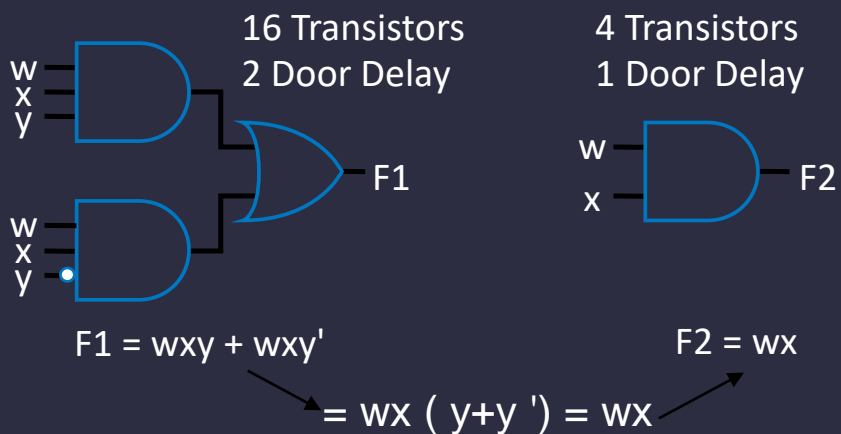 16 Transistors
2 Door Delay
4 Transistors
1 Door Delay
w
x
y
F1
w
x
y
w
x
F2
F1 = wxy + wxy'
F2 = wx
= wx ( y+y ') = wx